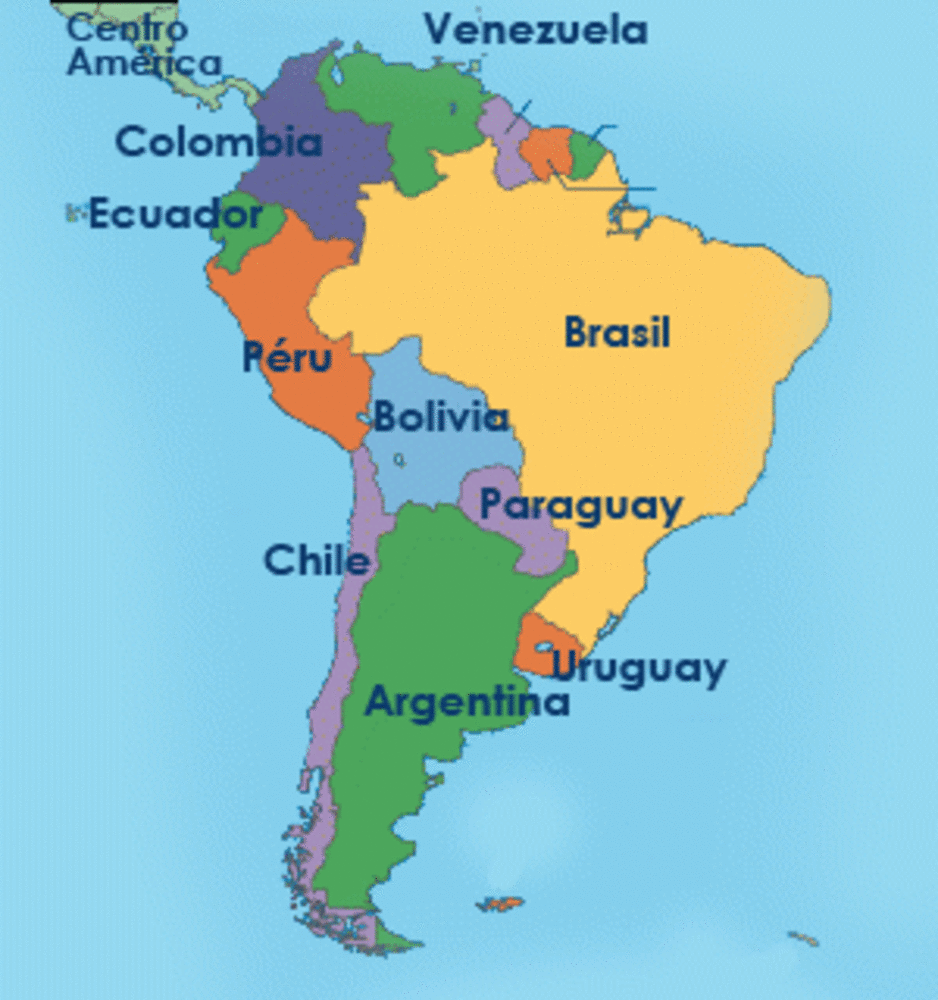 Centro
América
Venezuela
Colombia
Ecuador
Brasil
Péru
Bolivia
Paraguay
Chile
Uruguay
Argentina